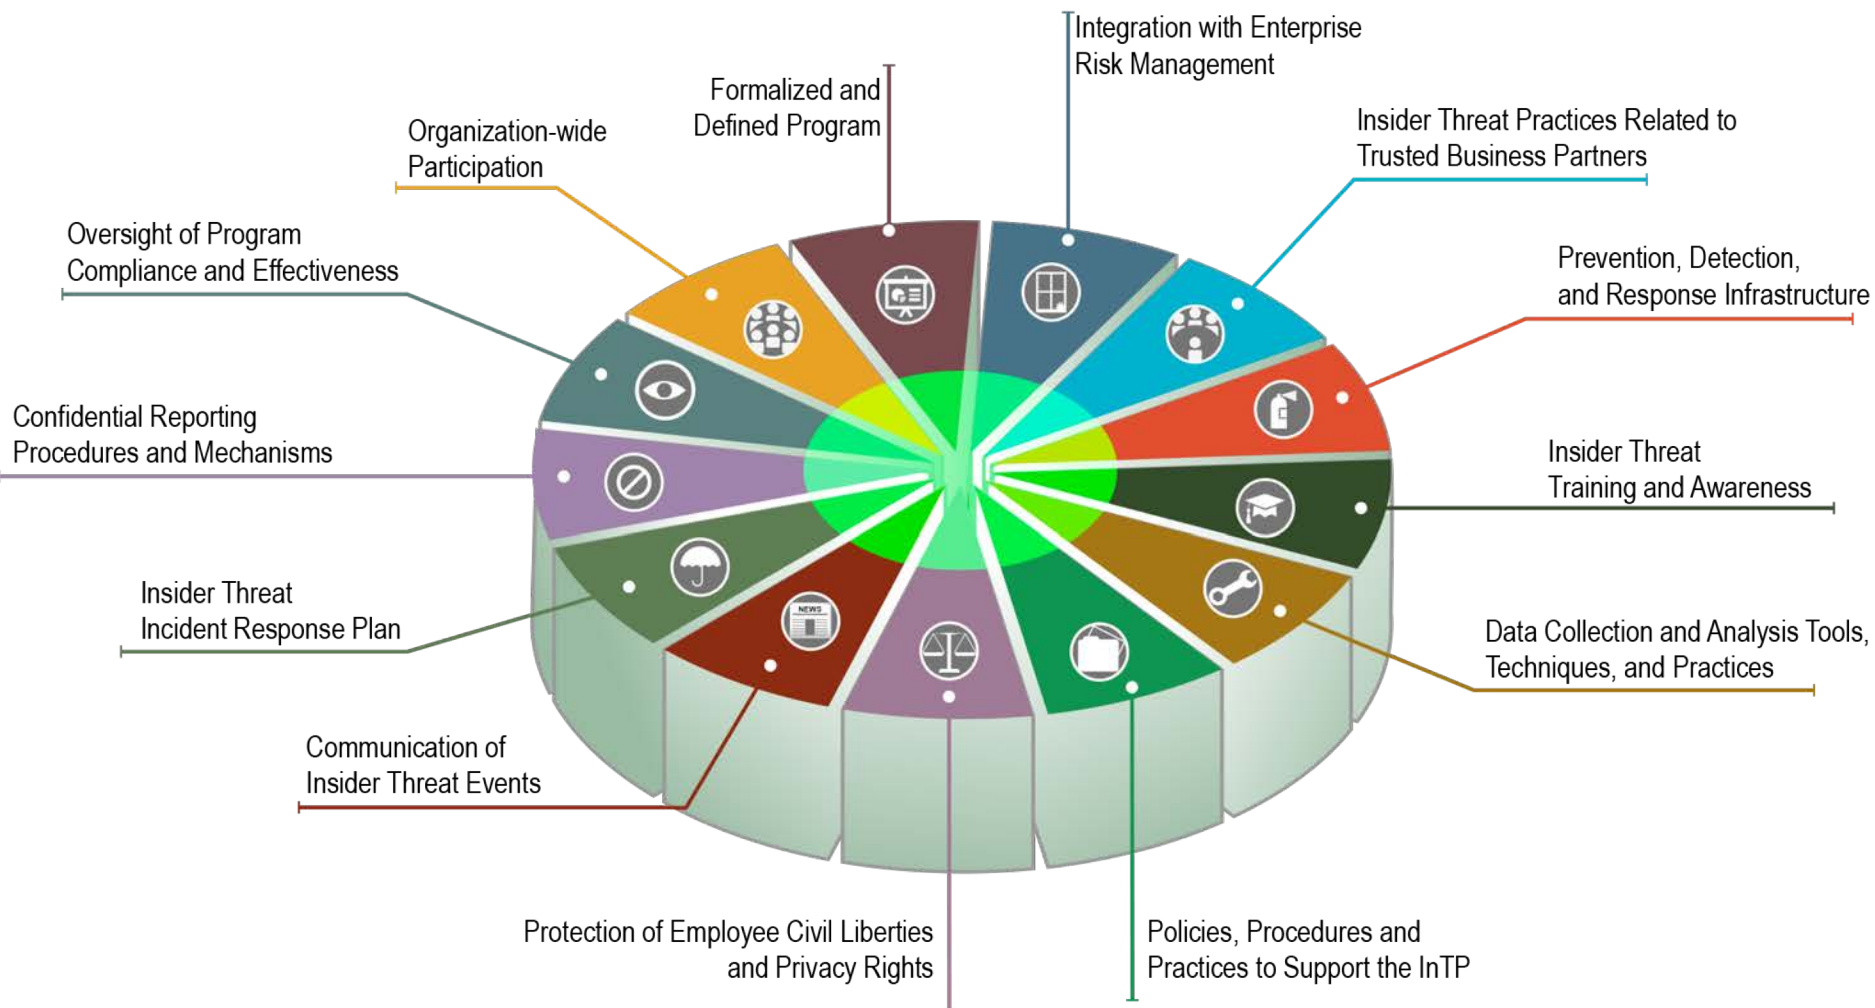 Integration with Enterprise
Risk Management
Formalized and
Defined Program
Insider Threat Practices Related to
Trusted Business Partners
Organization-wide
Participation
Oversight of Program
Compliance and Effectiveness
Prevention, Detection,
and Response Infrastructure
Confidential Reporting
Procedures and Mechanisms
Insider Threat
Training and Awareness
Insider Threat
Incident Response Plan
NEWS
Data Collection and Analysis Tools,
Techniques, and Practices
Communication of
Insider Threat Events
Protection of Employee Civil Liberties
and Privacy Rights
Policies, Procedures and
Practices to Support the InTP